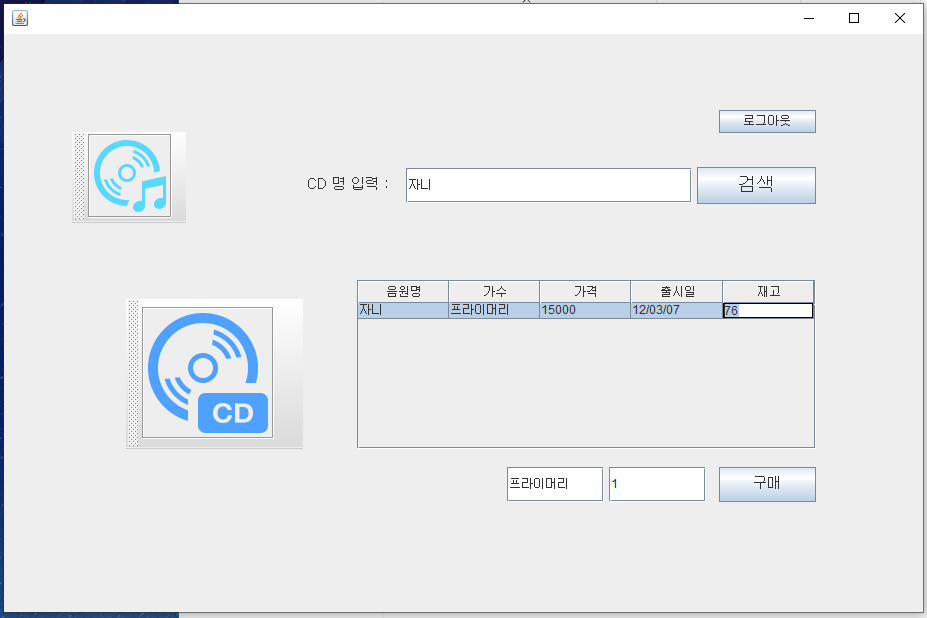 로그아웃
CD 명 입력 : 자니 검색
음원명 가수 가격 출시일 재고
자니 프라이머리 15000 12/03/07 76
CD
프라이머리 1 구매